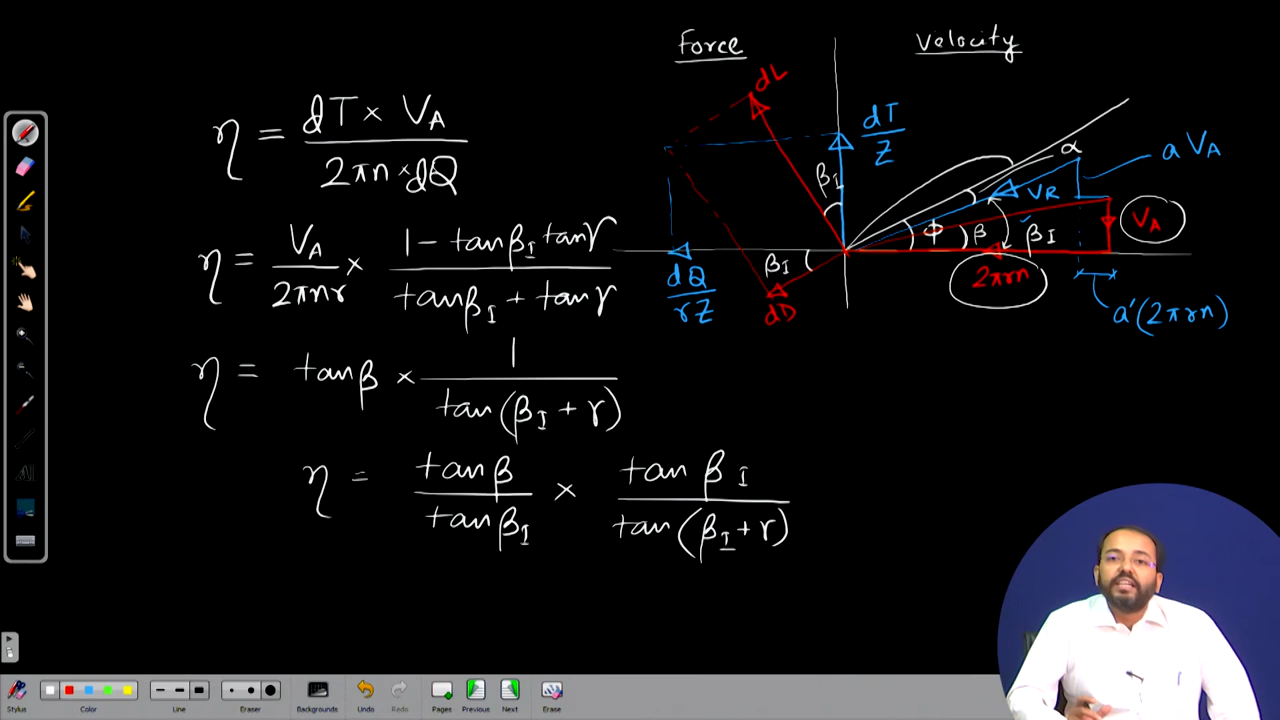 Force
Velocity
η = dT × V_A / 2πn × dQ
η = V_A / 2πnr × 1 - tanβ_I tanγ / tanβ_I + tanγ
η = tanβ × 1 / tan(β_I + γ)
η = tanβ / tanβ_I × tanβ_I / tan(β_I + γ)
dL
dT/Z
β_I
α
a V_A
V_R
V_A
Φ
β
β_I
2πrn
β_I
dQ/rZ
dD
a'(2πrn)
Stylus
Color
Line
Eraser
Backgrounds
Undo
Redo
Pages
Previous
Next
Erase